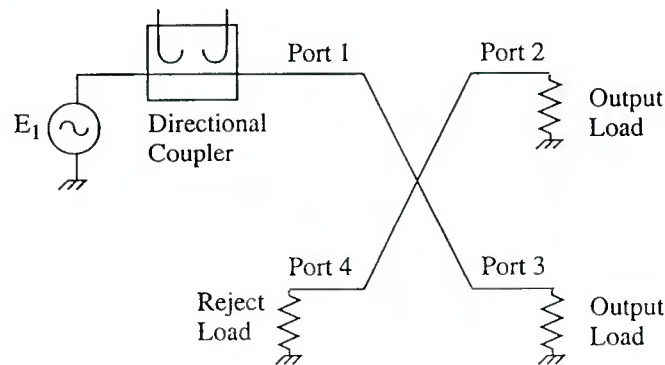 Port 1
Port 2
E1
Directional
Coupler
Output
Load
Port 4
Port 3
Reject
Load
Output
Load